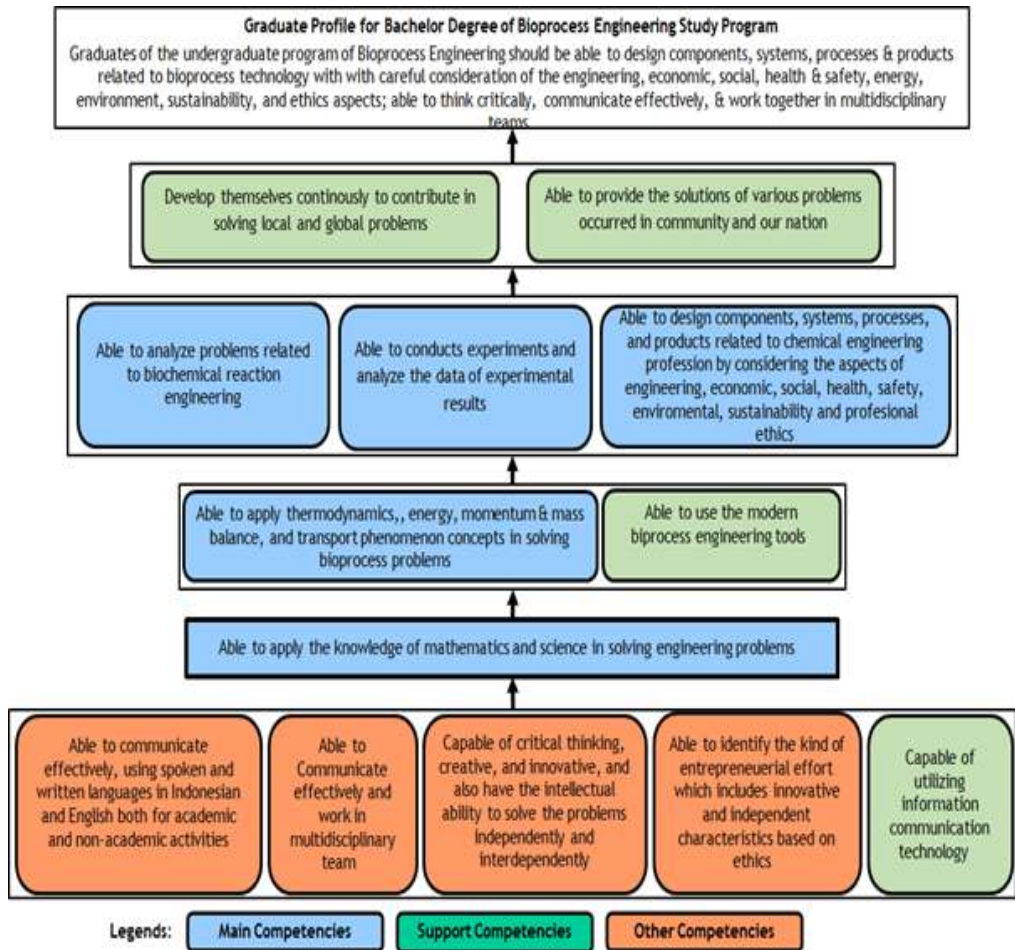 Graduate Profile for Bachelor Degree of Bioprocess Engineering Study Program
Graduates of the undergraduate program of Bioprocess Engineering should be able to design components, systems, processes & products
related to bioprocess technology with with careful consideration of the engineering, economic, social, health & safety, energy,
environment, sustainability, and ethics aspects; able to think critically, communicate effectively, & work together in multidisciplinary
teams
Develop themselves continously to contribute in
solving local and global problems
Able to provide the solutions of various problems
occurred in community and our nation
Able to analyze problems related
to biochemical reaction
engineering
Able to conducts experiments and
analyze the data of experimental
results
Able to design components, systems, processes,
and products related to chemical engineering
profession by considering the aspects of
engineering, economic, social, health, safety,
enviromental, sustainability and profesional
ethics
Able to apply thermodynamics,, energy, momentum & mass
balance, and transport phenomenon concepts in solving
bioprocess problems
Able to use the modern
biprocess engineering tools
Able to apply the knowledge of mathematics and science in solving engineering problems
Able to communicate
effectively, using spoken and
written languages in Indonesian
and English both for academic
and non-academic activities
Able to
Communicate
effectively and
work in
multidisciplinary
team
Capable of critical thinking,
creative, and innovative, and
also have the intellectual
ability to solve the problems
independently and
interdependently
Able to identify the kind of
entrepreneuerial effort
which includes innovative
and independent
characteristics based on
ethics
Capable of
utilizing
information
communication
technology
Legends:
Main Competencies
Support Competencies
Other Competencies